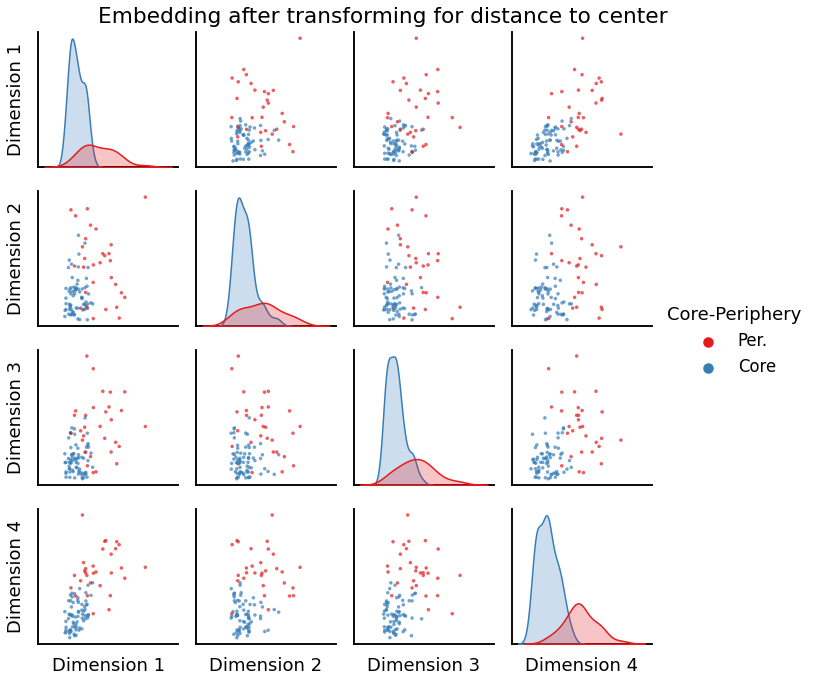 Embedding after transforming for distance to center
Dimension 1
Dimension 2
Dimension 3
Dimension 4
Core-Periphery
Per.
Core
Dimension 1
Dimension 2
Dimension 3
Dimension 4